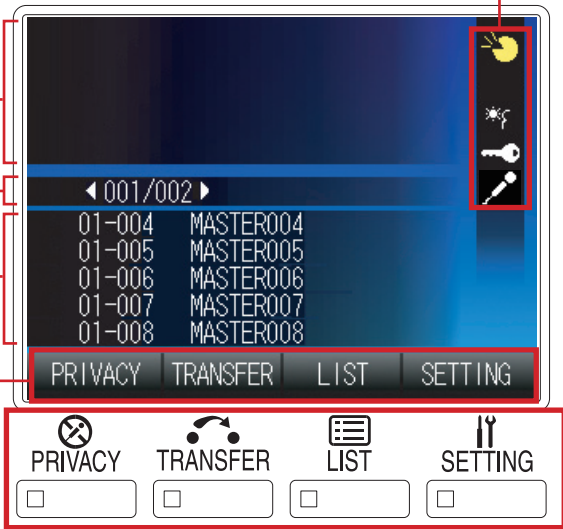 001/002
01-004 MASTER004
01-005 MASTER005
01-006 MASTER006
01-007 MASTER007
01-008 MASTER008
PRIVACY TRANSFER LIST SETTING
PRIVACY TRANSFER LIST SETTING